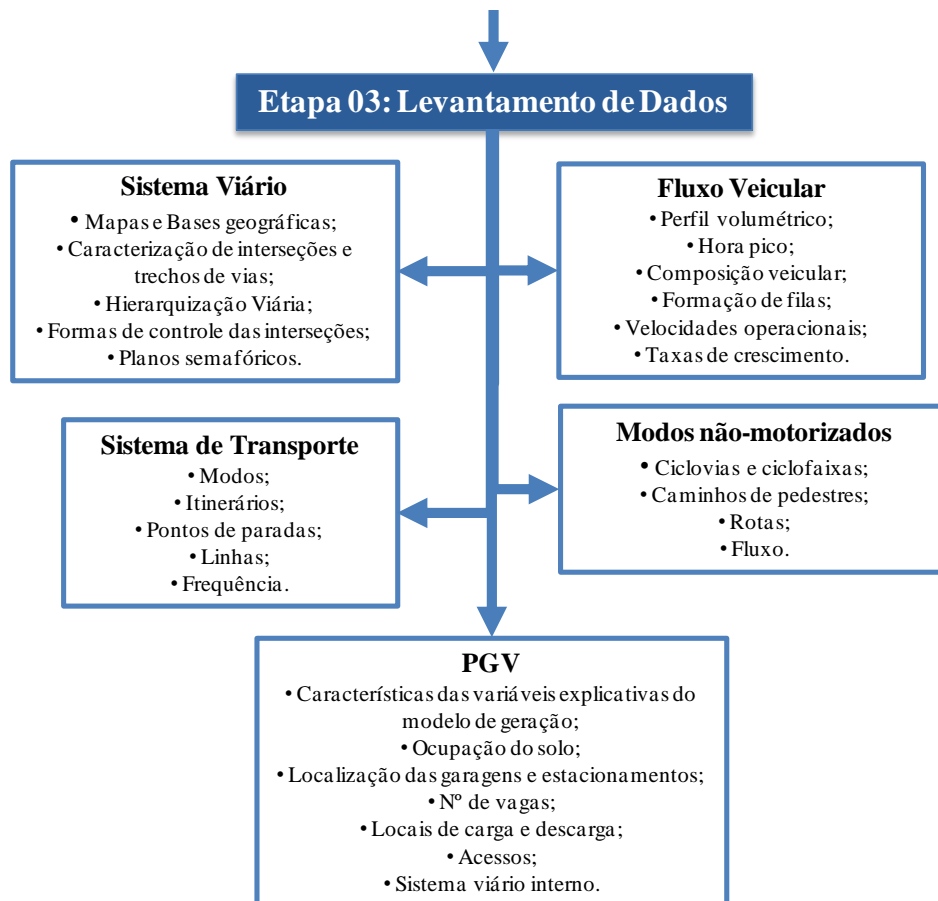 Etapa 03: Levantamento de Dados
Sistema Viário
• Mapas e Bases geográficas;
• Caracterização de interseções e
trechos de vias;
• Hierarquização Viária;
• Formas de controle das interseções;
• Planos semafóricos.
Fluxo Veicular
• Perfil volumétrico;
• Hora pico;
• Composição veicular;
• Formação de filas;
• Velocidades operacionais;
• Taxas de crescimento.
Sistema de Transporte
• Modos;
• Itinerários;
• Pontos de paradas;
• Linhas;
• Frequência.
Modos não-motorizados
• Ciclovias e ciclofaixas;
• Caminhos de pedestres;
• Rotas;
• Fluxo.
PGV
• Características das variáveis explicativas do
modelo de geração;
• Ocupação do solo;
• Localização das garagens e estacionamentos;
• Nº de vagas;
• Locais de carga e descarga;
• Acessos;
• Sistema viário interno.